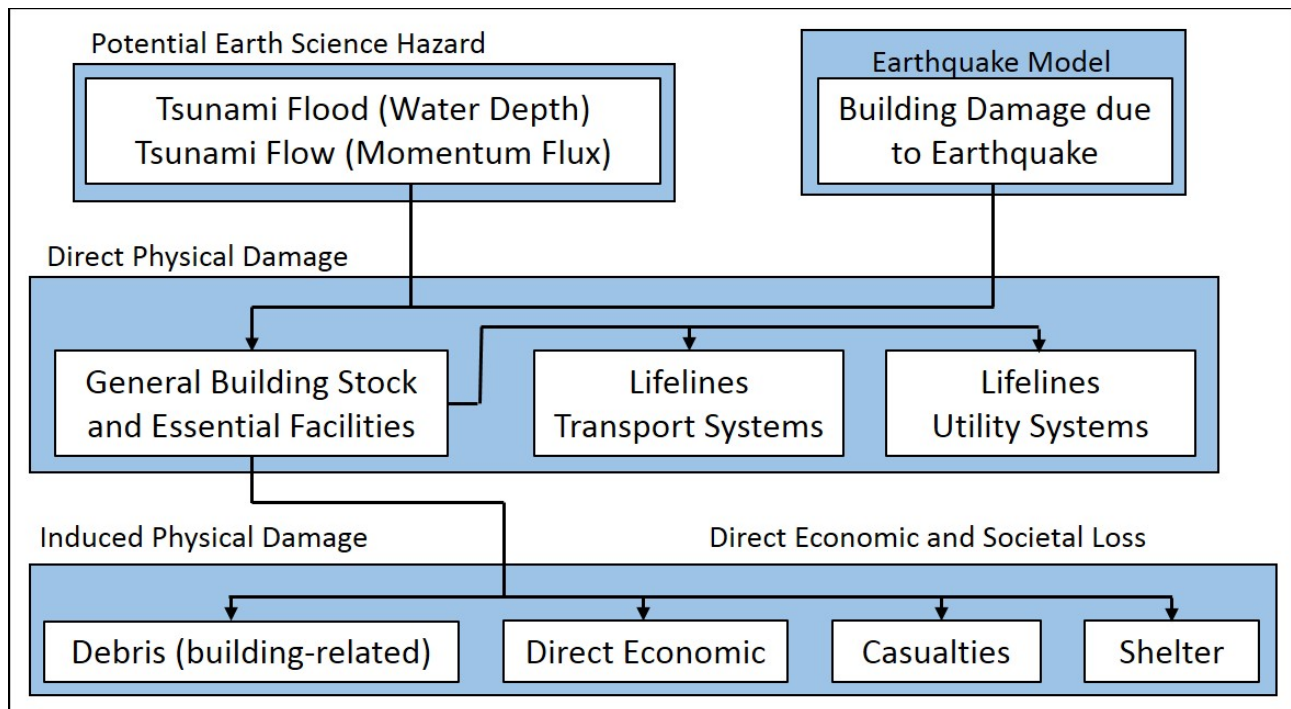 Potential Earth Science Hazard
Tsunami Flood (Water Depth)
Tsunami Flow (Momentum Flux)
Earthquake Model
Building Damage due
to Earthquake
Direct Physical Damage
General Building Stock
and Essential Facilities
Lifelines
Transport Systems
Lifelines
Utility Systems
Induced Physical Damage
Direct Economic and Societal Loss
Debris (building-related)
Direct Economic
Casualties
Shelter